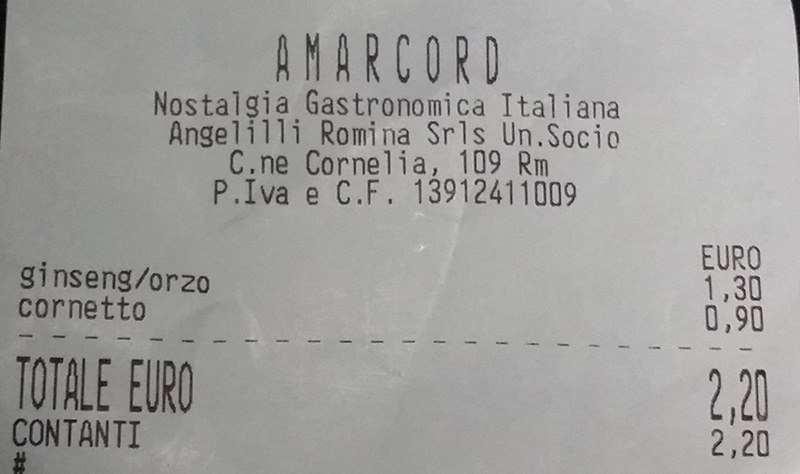 AMARCORD
Nostalgia Gastronomica Italiana
Angelilli Romina Srls Un.Socio
C.ne Cornelia, 109 Rm
P.Iva e C.F. 13912411009
EURO
ginseng/orzo 1,30
cornetto 0,90
TOTALE EURO 2,20
CONTANTI 2,20
#